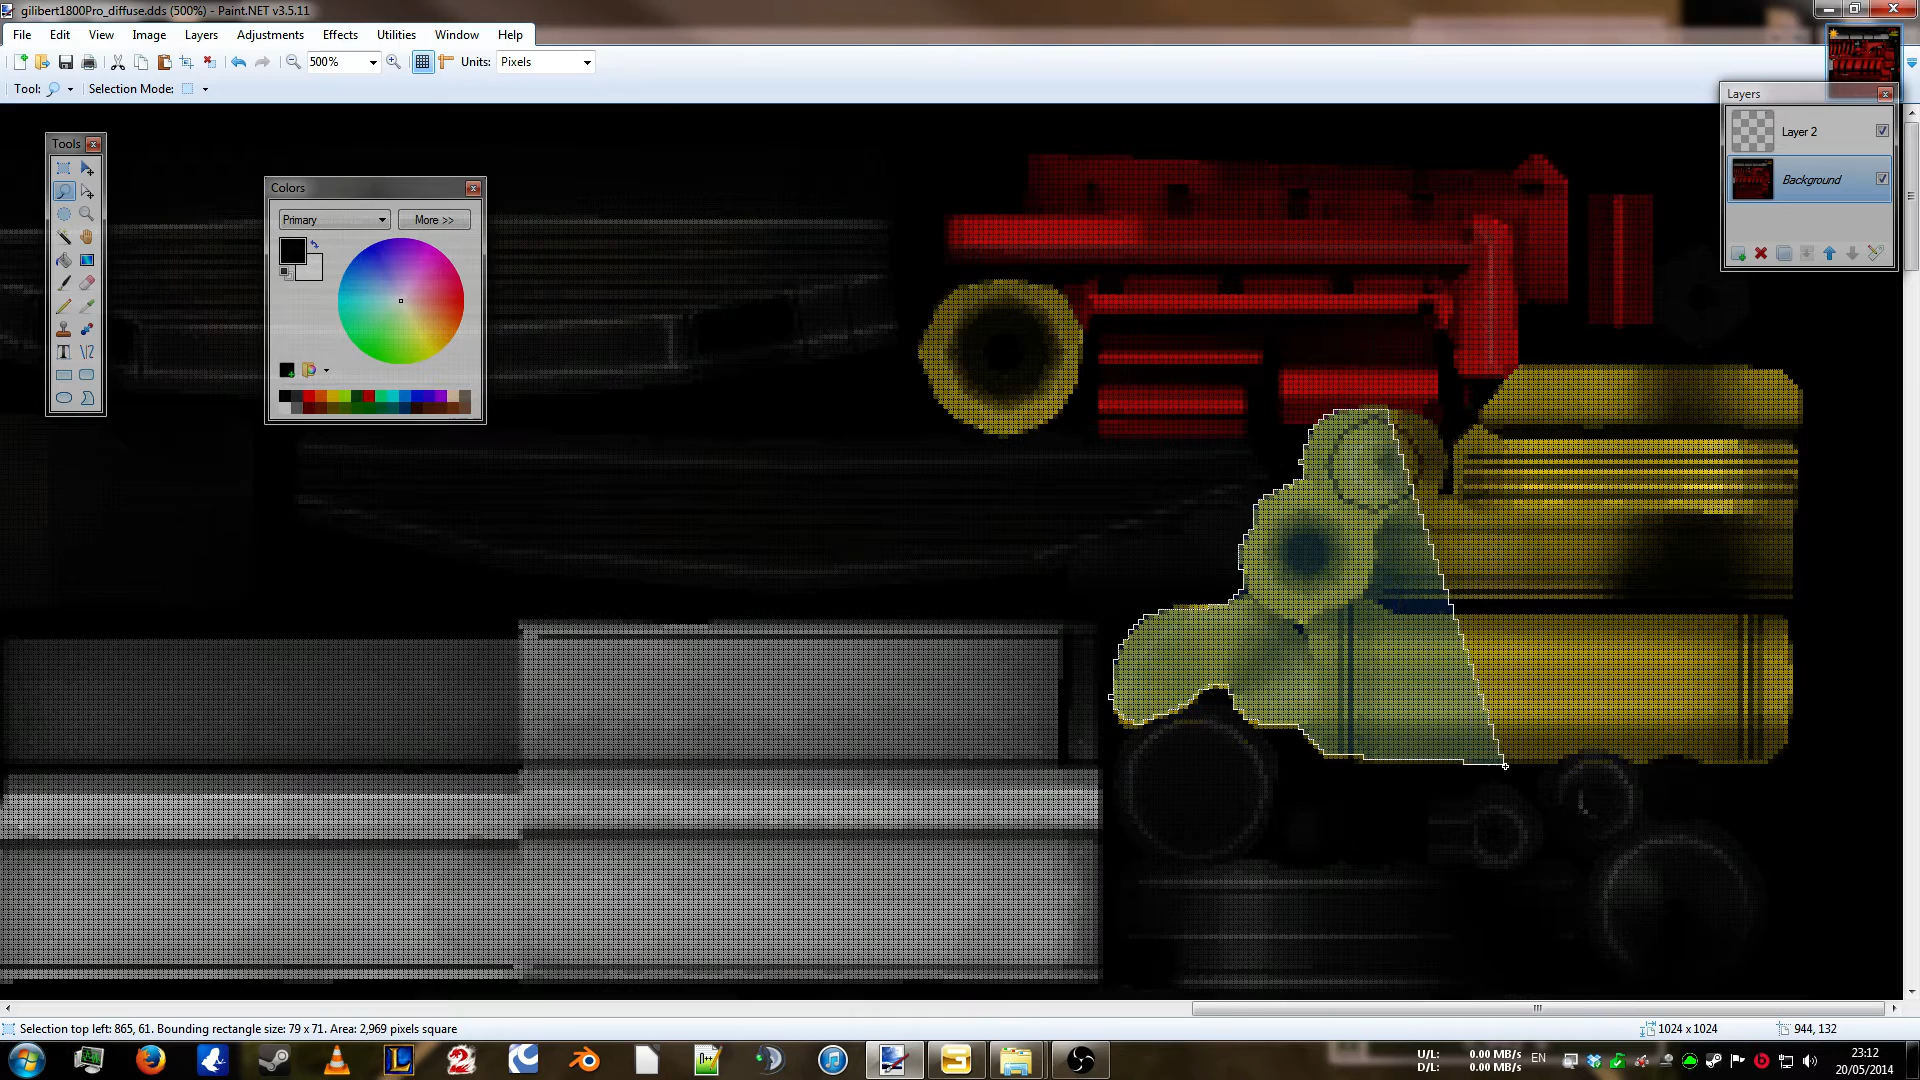 gilibert1800Pro_diffuse.dds (500%) - Paint.NET v3.5.11
File Edit View Image Layers Adjustments Effects Utilities Window Help
500% Units: Pixels
Tool: Selection Mode:
Layers
Layer 2
Background
Tools
Colors
Primary More >>
Selection top left: 865, 61. Bounding rectangle size: 79 x 71. Area: 2,969 pixels square
1024 x 1024 944, 132
U/L: 0.00 MB/s
D/L: 0.00 MB/s
EN
23:12
20/05/2014